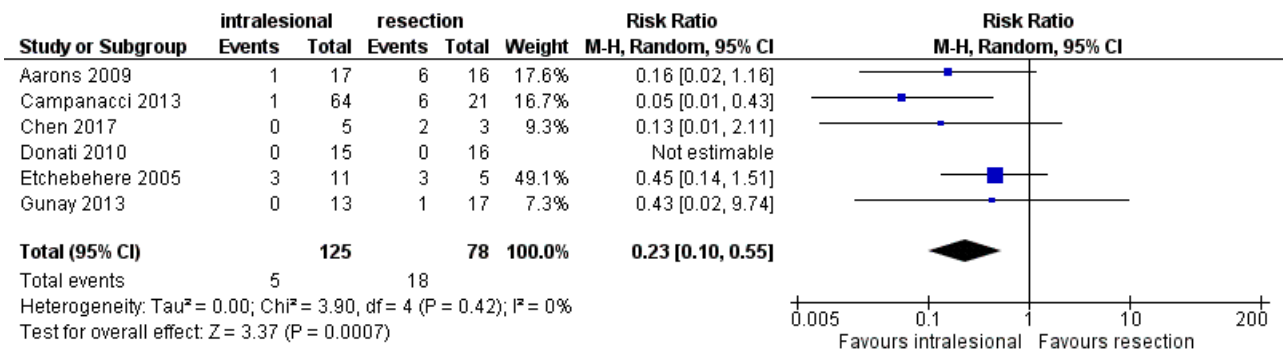 intralesional resection Risk Ratio Risk Ratio
Study or Subgroup Events Total Events Total Weight M-H, Random, 95% CI M-H, Random, 95% CI
Aarons 2009 1 17 6 16 17.6% 0.16 [0.02, 1.16]
Campanacci 2013 1 64 6 21 16.7% 0.05 [0.01, 0.43]
Chen 2017 0 5 2 3 9.3% 0.13 [0.01, 2.11]
Donati 2010 0 15 0 16 Not estimable
Etchebehere 2005 3 11 3 5 49.1% 0.45 [0.14, 1.51]
Gunay 2013 0 13 1 17 7.3% 0.43 [0.02, 9.74]
Total (95% CI) 125 78 100.0% 0.23 [0.10, 0.55]
Total events 5 18
Heterogeneity: Tau² = 0.00; Chi² = 3.90, df = 4 (P = 0.42); I² = 0%
Test for overall effect: Z = 3.37 (P = 0.0007)
0.005 0.1 1 10 200
Favours intralesional Favours resection